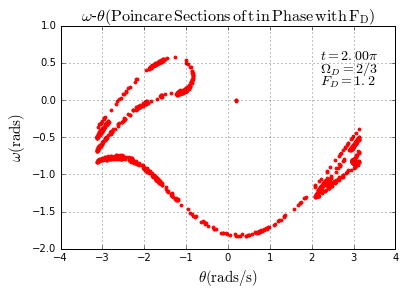 ω-θ(Poincare Sections of t in Phase with F_D)
t = 2.00π
Ω_D = 2/3
F_D = 1.2
1.0
0.5
0.0
−0.5
−1.0
−1.5
−2.0
ω(rads)
−4 −3 −2 −1 0 1 2 3 4
θ(rads/s)